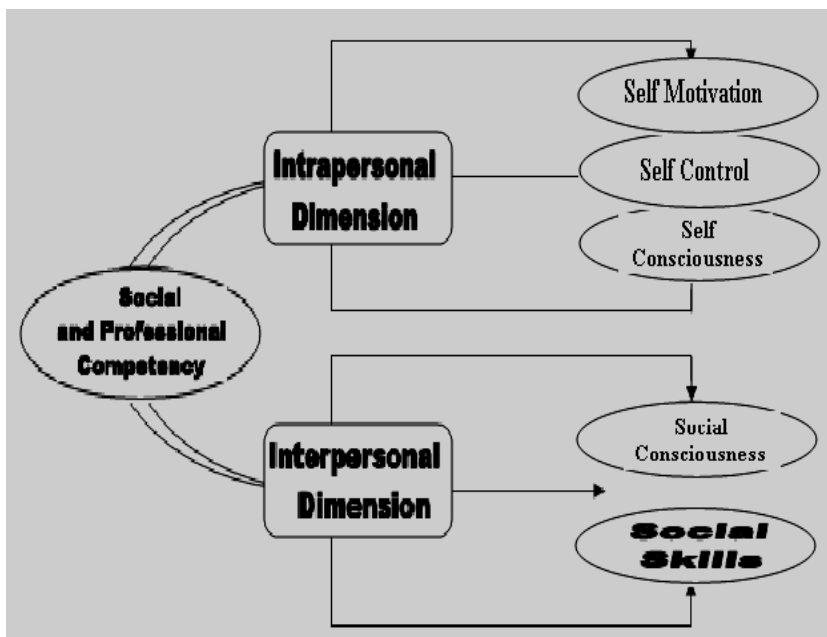 Self Motivation
Intrapersonal
Dimension
Self Control
Self
Consciousness
Social
and Professional
Competency
Social
Consciousness
Interpersonal
Dimension
Social
Skills